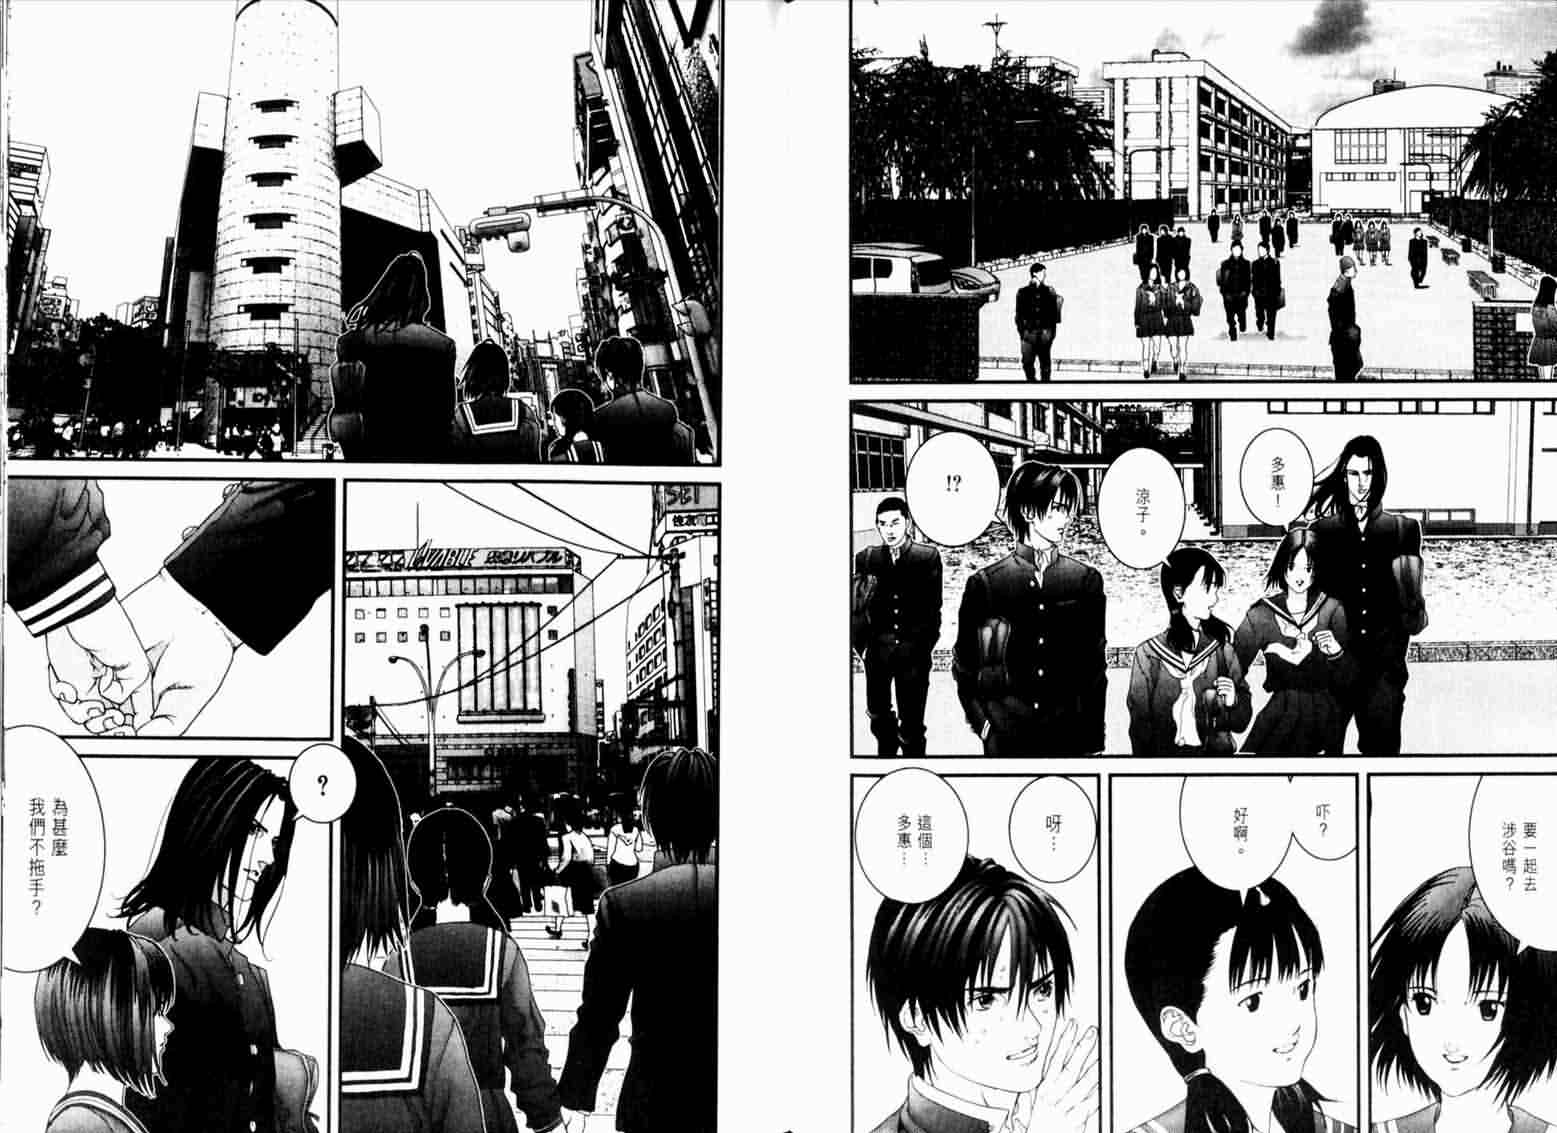 多惠！
涼子。
!?
要一起去
涉谷嗎？
吓？
好啊。
呀…
這個…
多惠…
SEI
?
為甚麼
我們不拖手？